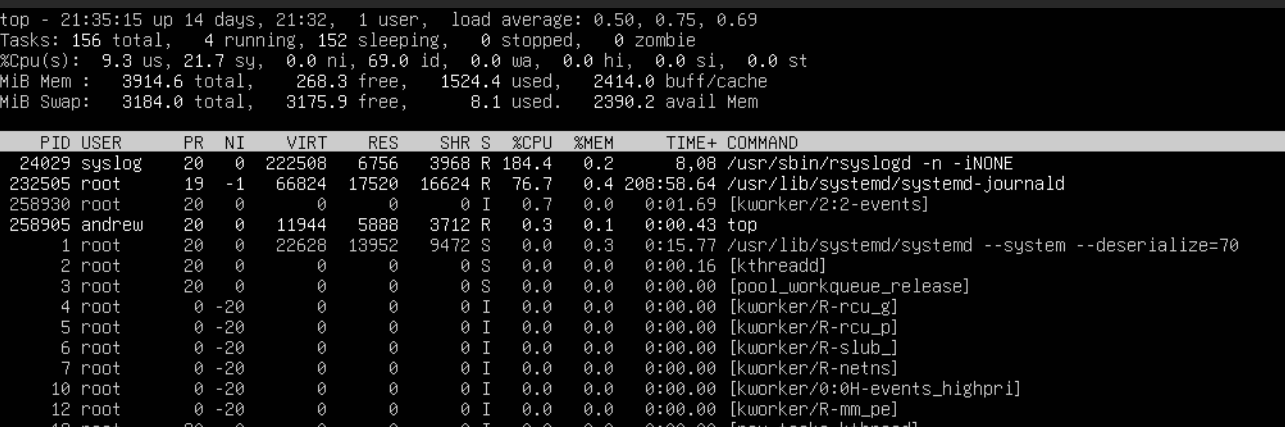 top - 21:35:15 up 14 days, 21:32,  1 user,  load average: 0.50, 0.75, 0.69
Tasks: 156 total,   4 running, 152 sleeping,   0 stopped,   0 zombie
%Cpu(s):  9.3 us, 21.7 sy,  0.0 ni, 69.0 id,  0.0 wa,  0.0 hi,  0.0 si,  0.0 st
MiB Mem :   3914.6 total,    268.3 free,   1524.4 used,   2414.0 buff/cache
MiB Swap:   3184.0 total,   3175.9 free,      8.1 used.   2390.2 avail Mem
PID USER      PR  NI    VIRT    RES    SHR S  %CPU  %MEM     TIME+ COMMAND
24029 syslog    20   0  222508   6756   3968 R 184.4   0.2      8,08 /usr/sbin/rsyslogd -n -iNONE
232505 root      19  -1   66824  17520  16624 R  76.7   0.4 208:58.64 /usr/lib/systemd/systemd-journald
258930 root      20   0       0      0      0 I   0.7   0.0   0:01.69 [kworker/2:2-events]
258905 andrew    20   0   11944   5888   3712 R   0.3   0.1   0:00.43 top
1 root      20   0   22628  13952   9472 S   0.0   0.3   0:15.77 /usr/lib/systemd/systemd --system --deserialize=70
2 root      20   0       0      0      0 S   0.0   0.0   0:00.16 [kthreadd]
3 root      20   0       0      0      0 S   0.0   0.0   0:00.00 [pool_workqueue_release]
4 root       0 -20       0      0      0 I   0.0   0.0   0:00.00 [kworker/R-rcu_g]
5 root       0 -20       0      0      0 I   0.0   0.0   0:00.00 [kworker/R-rcu_p]
6 root       0 -20       0      0      0 I   0.0   0.0   0:00.00 [kworker/R-slub_]
7 root       0 -20       0      0      0 I   0.0   0.0   0:00.00 [kworker/R-netns]
10 root       0 -20       0      0      0 I   0.0   0.0   0:00.00 [kworker/0:0H-events_highpri]
12 root       0 -20       0      0      0 I   0.0   0.0   0:00.00 [kworker/R-mm_pe]